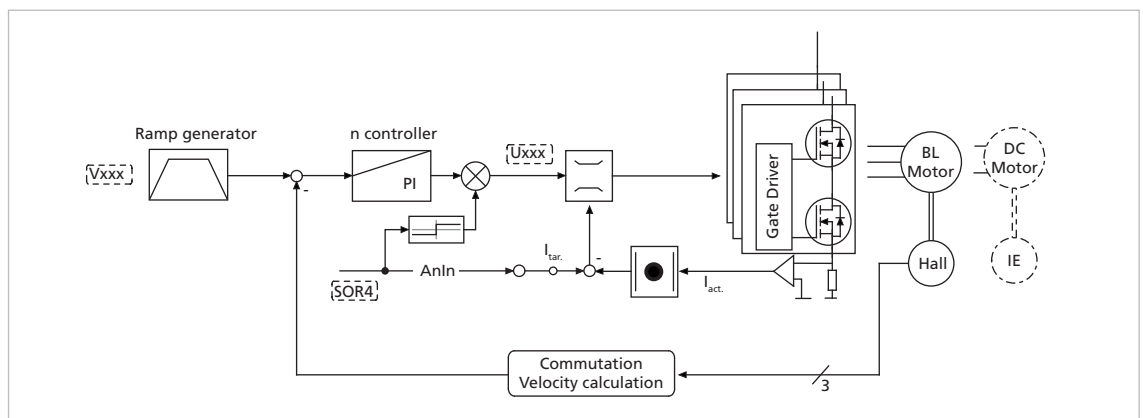 Ramp generator
n controller
Vxxx
PI
Uxxx
Gate Driver
BL
Motor
DC
Motor
Hall
IE
SOR4
AnIn
Itar.
-
-
Iact.
Commutation
Velocity calculation
3